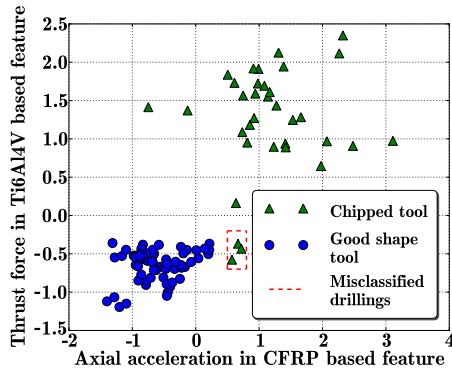 Thrust force in Ti6Al4V based feature
2.5
2.0
1.5
1.0
0.5
0.0
-0.5
-1.0
-1.5
Chipped tool
Good shape
tool
Misclassified
drillings
-2 -1 0 1 2 3 4
Axial acceleration in CFRP based feature